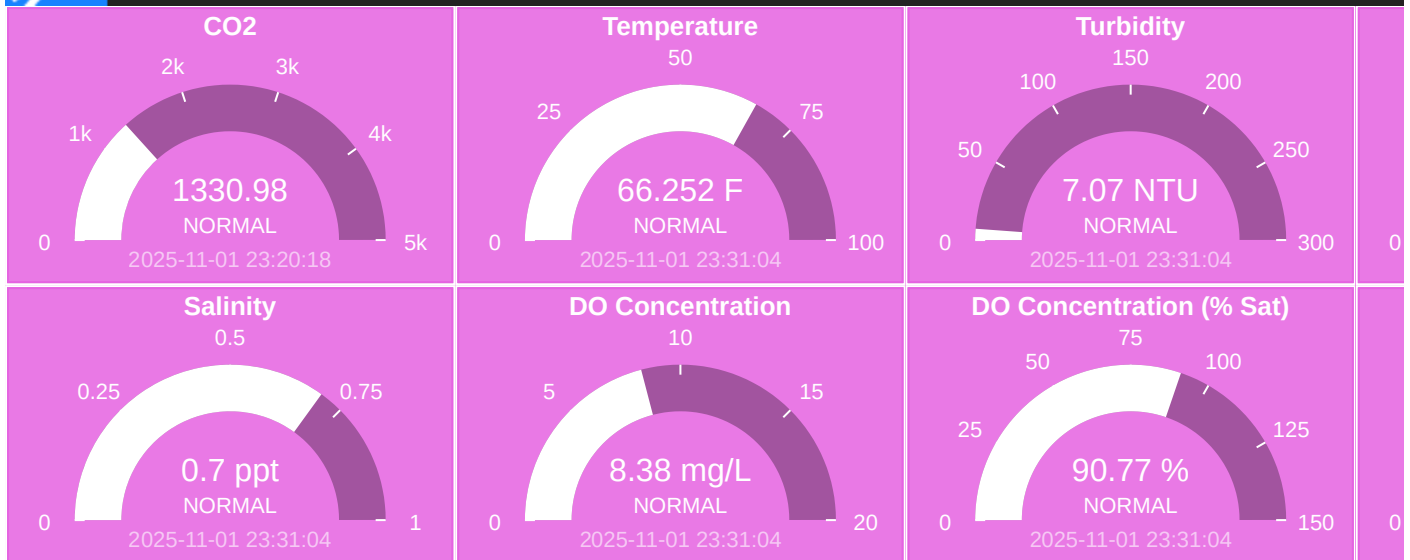 CO2
2k
3k
1k
4k
1330.98
NORMAL
0
5k
2025-11-01 23:20:18
Temperature
50
25
75
66.252 F
NORMAL
0
100
2025-11-01 23:31:04
Turbidity
150
100
200
50
250
7.07 NTU
NORMAL
0
300
2025-11-01 23:31:04
0
Salinity
0.5
0.25
0.75
0.7 ppt
NORMAL
0
1
2025-11-01 23:31:04
DO Concentration
10
5
15
8.38 mg/L
NORMAL
0
20
2025-11-01 23:31:04
DO Concentration (% Sat)
75
50
100
25
125
90.77 %
NORMAL
0
150
2025-11-01 23:31:04
0